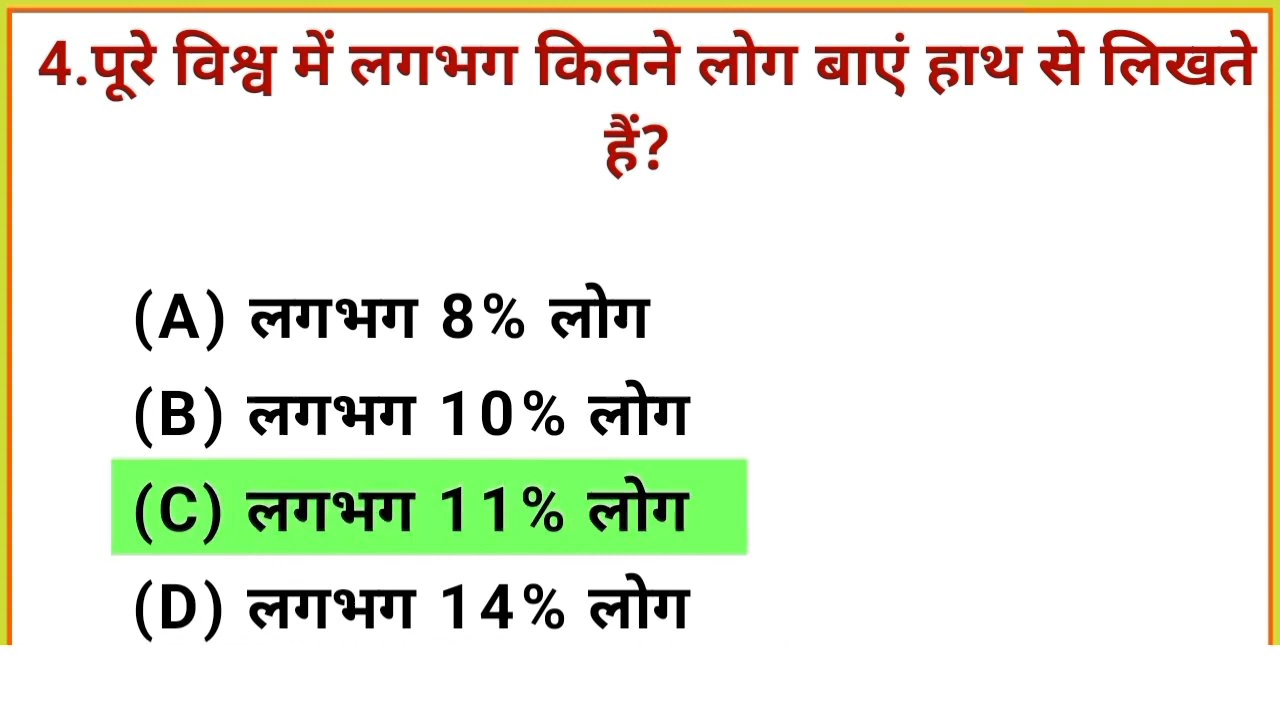 4.पूरे विश्व में लगभग कितने लोग बाएं हाथ से लिखते
हैं?
(A) लगभग 8% लोग
(B) लगभग 10% लोग
(C) लगभग 11% लोग
(D) लगभग 14% लोग